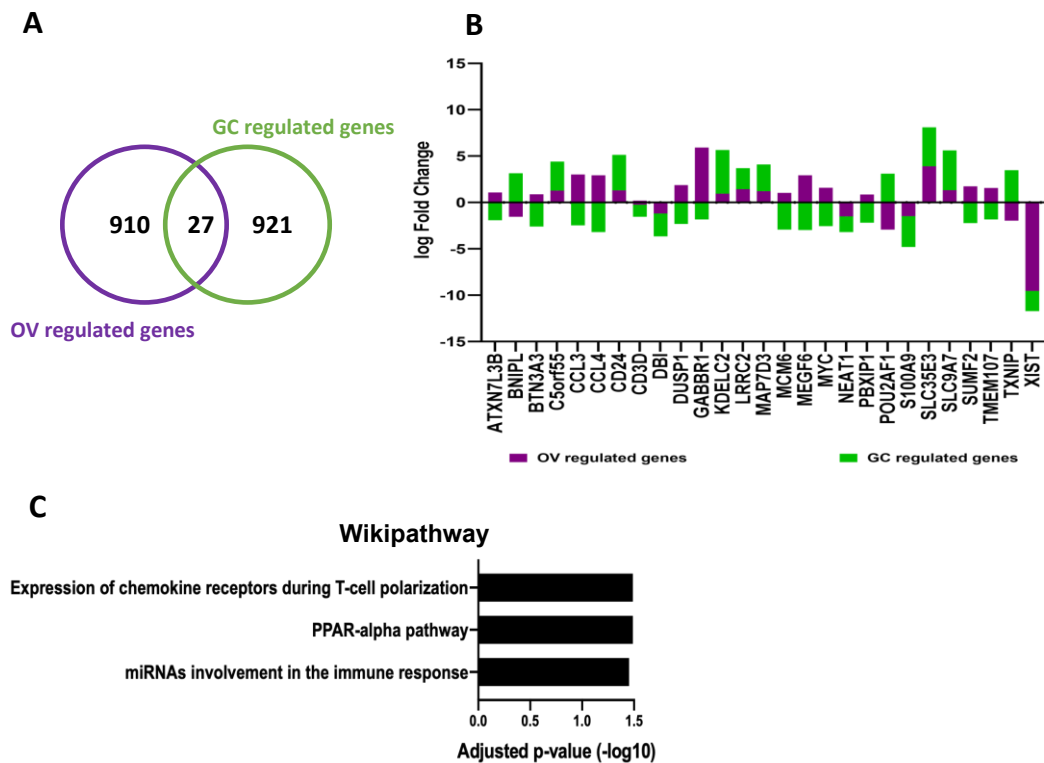 A
GC regulated genes
910
27
921
OV regulated genes
B
log Fold Change
15
10
5
0
-5
-10
-15
ATXN7L3B
BNIPL
BTN3A3
C5orf55
CCL3
CCL4
CD24
CD3D
DBI
DUSP1
GABBR1
KDELC2
LRRC2
MAP7D3
MCM6
MEGF6
MYC
NEAT1
PBXIP1
POU2AF1
S100A9
SLC35E3
SLC9A7
SUMF2
TMEM107
TXNIP
XIST
OV regulated genes
GC regulated genes
C
Wikipathway
Expression of chemokine receptors during T-cell polarization
PPAR-alpha pathway
miRNAs involvement in the immune response
0.0 0.5 1.0 1.5
Adjusted p-value (-log10)